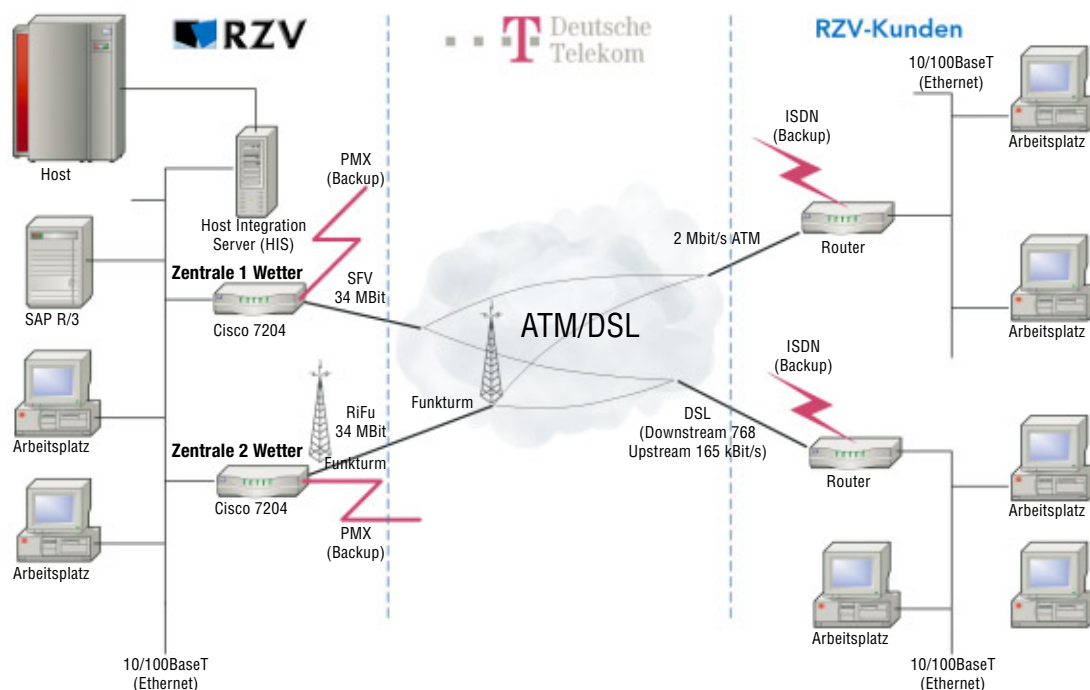 RZV
T Deutsche
Telekom
RZV-Kunden
Host
Host Integration
Server (HIS)
PMX
(Backup)
SAP R/3
Zentrale 1 Wetter
Cisco 7204
SFV
34 MBit
Arbeitsplatz
Zentrale 2 Wetter
Cisco 7204
RiFu
34 MBit
Funkturm
PMX
(Backup)
Arbeitsplatz
10/100BaseT
(Ethernet)
ATM/DSL
Funkturm
2 Mbit/s ATM
DSL
(Downstream 768
Upstream 165 kBit/s)
10/100BaseT
(Ethernet)
ISDN
(Backup)
Router
Arbeitsplatz
Arbeitsplatz
ISDN
(Backup)
Router
Arbeitsplatz
Arbeitsplatz
10/100BaseT
(Ethernet)